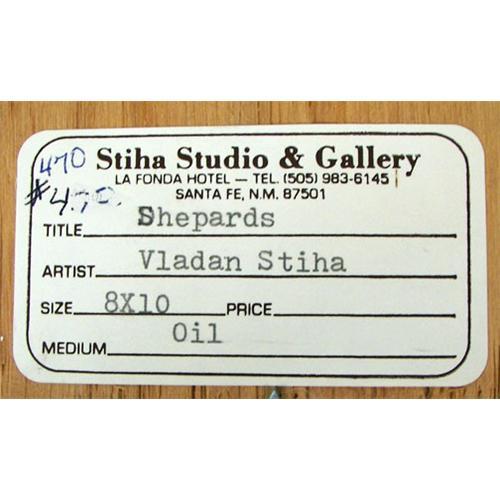 470 Stiha Studio & Gallery
LA FONDA HOTEL — TEL. (505) 983-6145
SANTA FE, N.M. 87501
TITLE Shepards
ARTIST Vladan Stiha
SIZE 8X10 PRICE
MEDIUM Oil